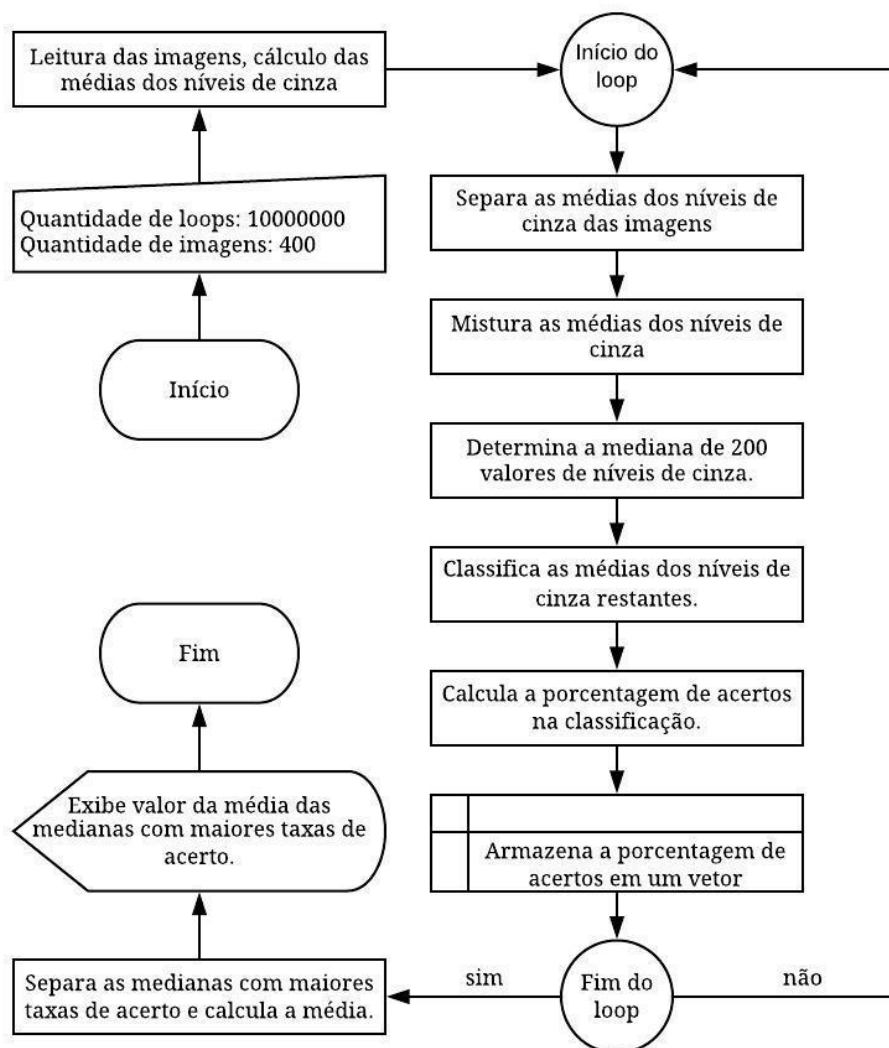 Início
Quantidade de loops: 10000000
Quantidade de imagens: 400
Leitura das imagens, cálculo das
médias dos níveis de cinza
Início do
loop
Separa as médias dos níveis de
cinza das imagens
Mistura as médias dos níveis de
cinza
Determina a mediana de 200
valores de níveis de cinza.
Classifica as médias dos níveis de
cinza restantes.
Calcula a porcentagem de acertos
na classificação.
Armazena a porcentagem de
acertos em um vetor
Fim do
loop
não
sim
Separa as medianas com maiores
taxas de acerto e calcula a média.
Exibe valor da média das
medianas com maiores taxas de
acerto.
Fim